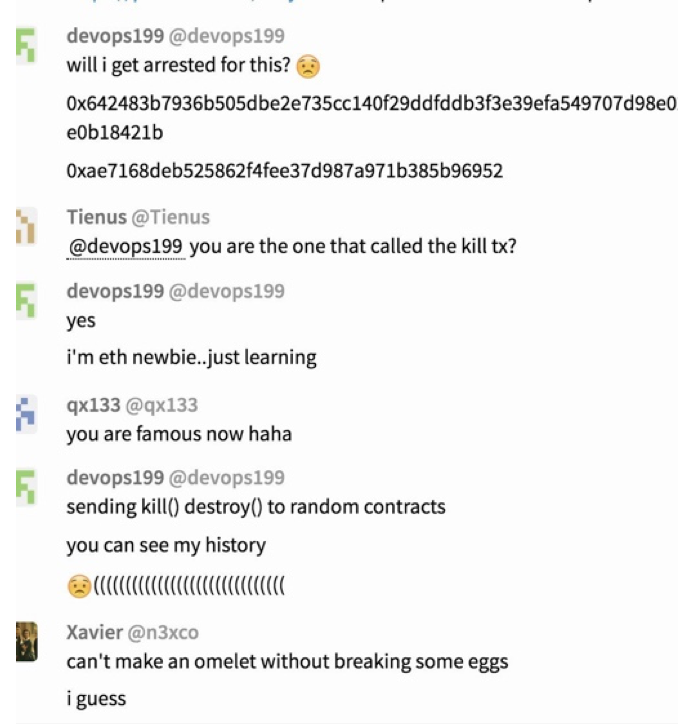 devops199 @devops199
will i get arrested for this? 😟
0x642483b7936b505dbe2e735cc140f29ddfddb3f3e39efa549707d98e0
e0b18421b
0xae7168deb525862f4fee37d987a971b385b96952
Tienus @Tienus
@devops199 you are the one that called the kill tx?
devops199 @devops199
yes
i'm eth newbie..just learning
qx133 @qx133
you are famous now haha
devops199 @devops199
sending kill() destroy() to random contracts
you can see my history
😟((((((((((((((((((((((((((((((
Xavier @n3xco
can't make an omelet without breaking some eggs
i guess